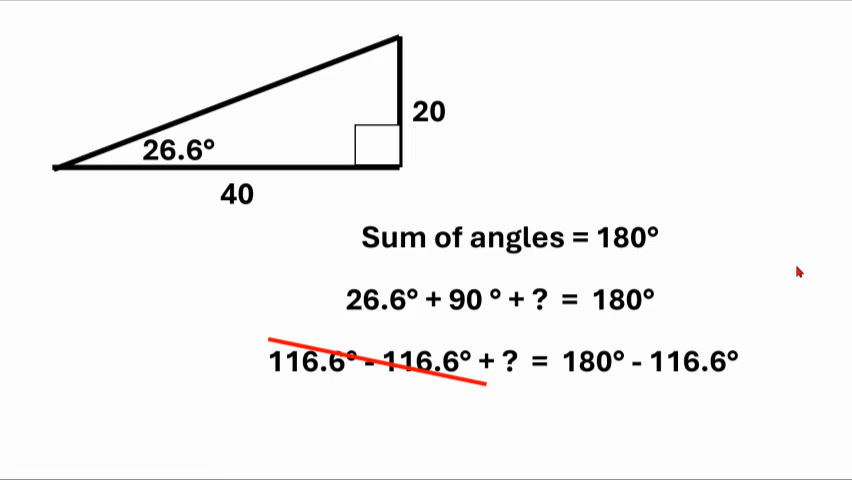 20
26.6°
40
Sum of angles = 180°
26.6° + 90 ° + ? = 180°
116.6° - 116.6° + ? = 180° - 116.6°